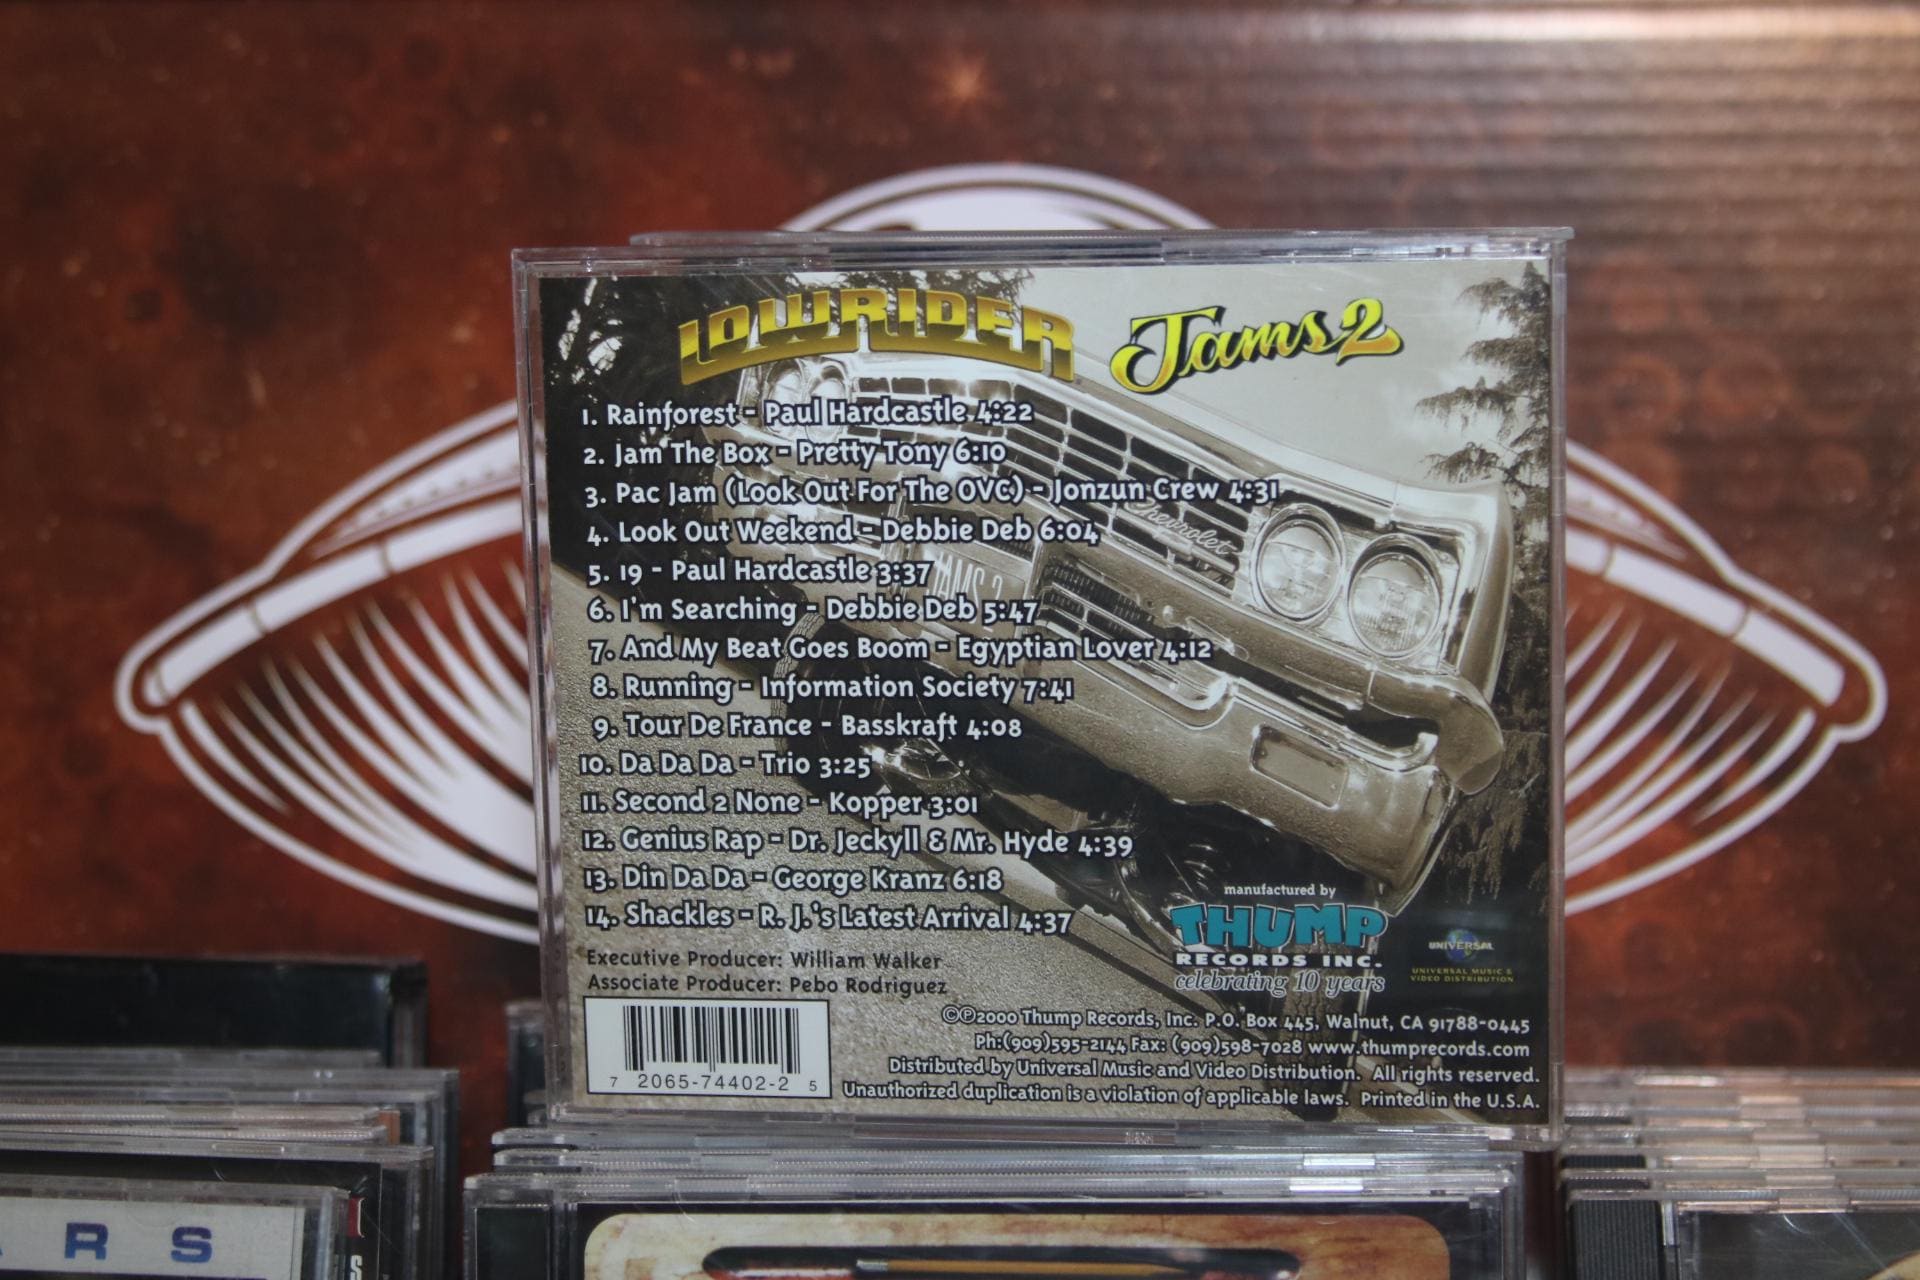 LOWRIDER Jams 2
1. Rainforest - Paul Hardcastle 4:22
2. Jam The Box - Pretty Tony 6:10
3. Pac Jam (Look Out For The OVC) - Jonzun Crew 4:31
4. Look Out Weekend - Debbie Deb 6:04
5. 19 - Paul Hardcastle 3:37
6. I'm Searching - Debbie Deb 5:47
7. And My Beat Goes Boom - Egyptian Lover 4:12
8. Running - Information Society 7:41
9. Tour De France - Basskraft 4:08
10. Da Da Da - Trio 3:25
11. Second 2 None - Kopper 3:01
12. Genius Rap - Dr. Jeckyll & Mr. Hyde 4:39
13. Din Da Da - George Kranz 6:18
14. Shackles - R. J.'s Latest Arrival 4:37
Chevrolet
JAMS 2
Executive Producer: William Walker
Associate Producer: Pebo Rodriguez
manufactured by
THUMP
RECORDS INC.
celebrating 10 years
UNIVERSAL
UNIVERSAL MUSIC &
VIDEO DISTRIBUTION
©℗2000 Thump Records, Inc. P.O. Box 445, Walnut, CA 91788-0445
Ph:(909)595-2144 Fax: (909)598-7028 www.thumprecords.com
Distributed by Universal Music and Video Distribution. All rights reserved.
Unauthorized duplication is a violation of applicable laws. Printed in the U.S.A.
7 2065-74402-2 5
ARS